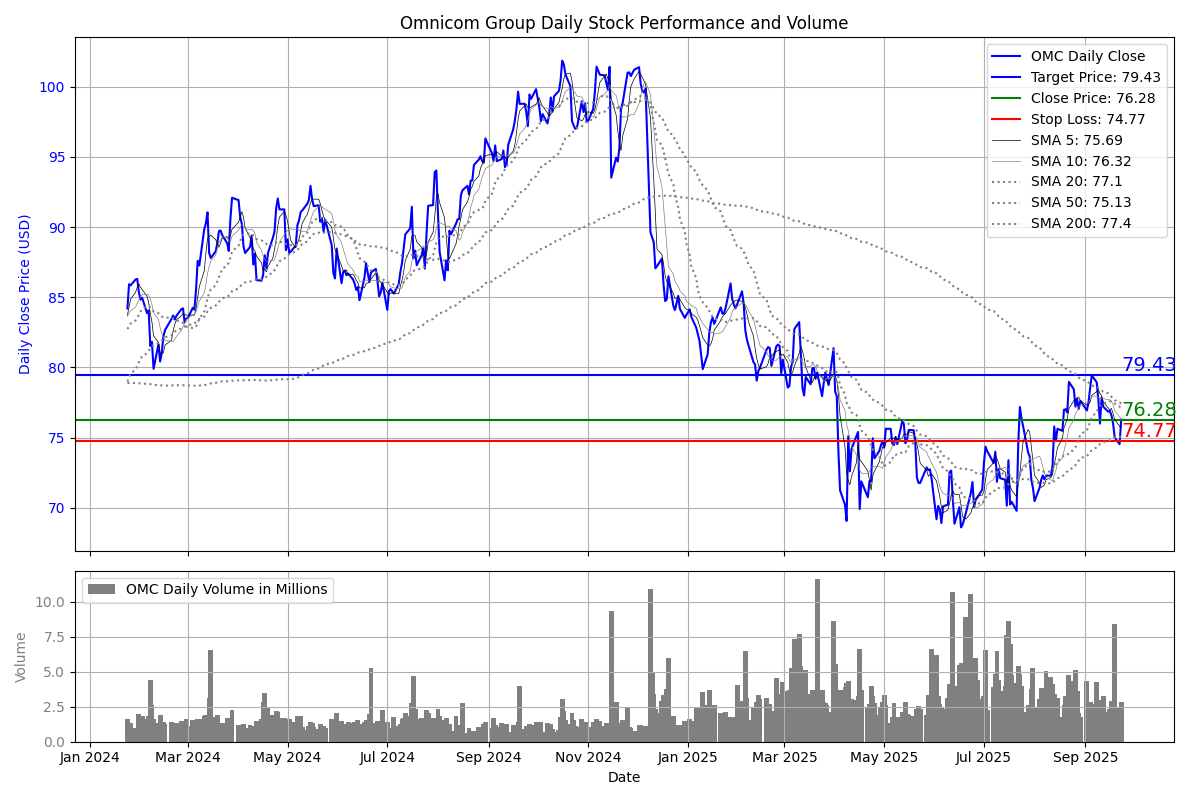 Omnicom Group Daily Stock Performance and Volume
Daily Close Price (USD)
100
95
90
85
80
75
70
OMC Daily Close
Target Price: 79.43
Close Price: 76.28
Stop Loss: 74.77
SMA 5: 75.69
SMA 10: 76.32
SMA 20: 77.1
SMA 50: 75.13
SMA 200: 77.4
79.43
76.28
74.77
OMC Daily Volume in Millions
Volume
10.0
7.5
5.0
2.5
0.0
Jan 2024 Mar 2024 May 2024 Jul 2024 Sep 2024 Nov 2024 Jan 2025 Mar 2025 May 2025 Jul 2025 Sep 2025
Date